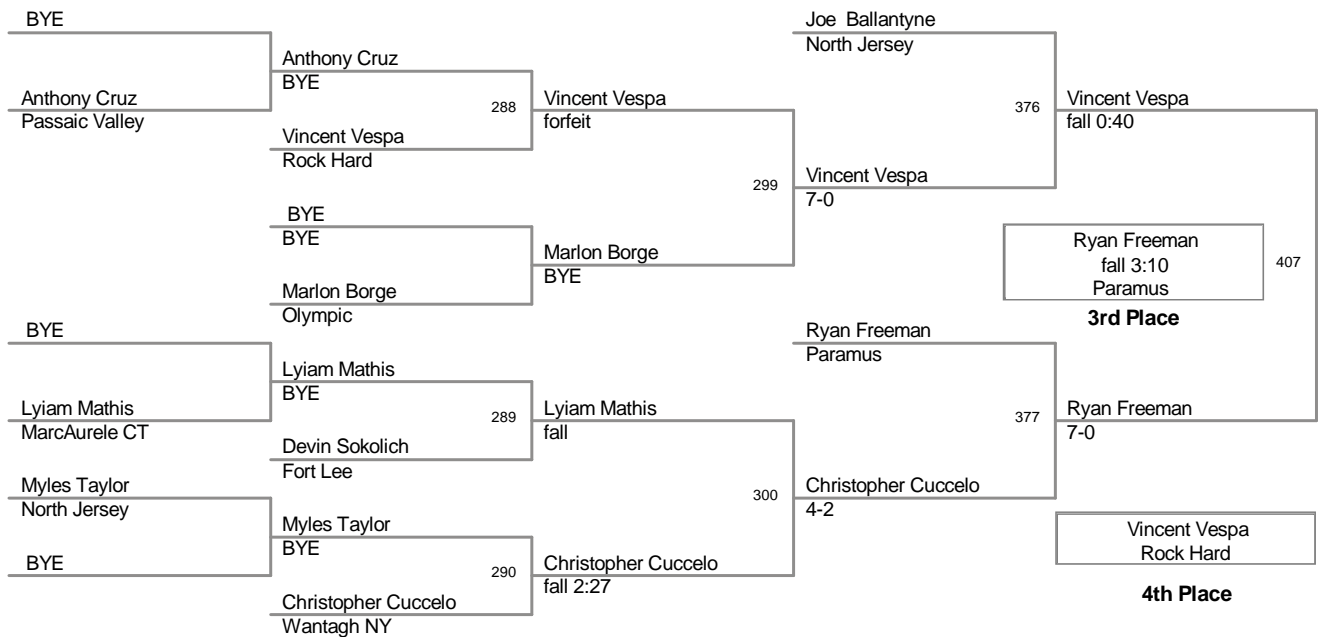 BYE
Anthony Cruz
Passaic Valley
BYE
Lyiam Mathis
MarcAurele CT
Myles Taylor
North Jersey
BYE
Anthony Cruz
BYE
288
Vincent Vespa
Rock Hard
BYE
BYE
Marlon Borge
Olympic
Lyiam Mathis
BYE
289
Devin Sokolich
Fort Lee
Myles Taylor
BYE
290
Christopher Cuccelo
Wantagh NY
Vincent Vespa
forfeit
299
Marlon Borge
BYE
Lyiam Mathis
fall
300
Christopher Cuccelo
fall 2:27
Joe Ballantyne
North Jersey
376
Vincent Vespa
7-0
Ryan Freeman
Paramus
377
Christopher Cuccelo
4-2
Vincent Vespa
fall 0:40
Ryan Freeman
fall 3:10
Paramus
407
3rd Place
Ryan Freeman
7-0
Vincent Vespa
Rock Hard
4th Place